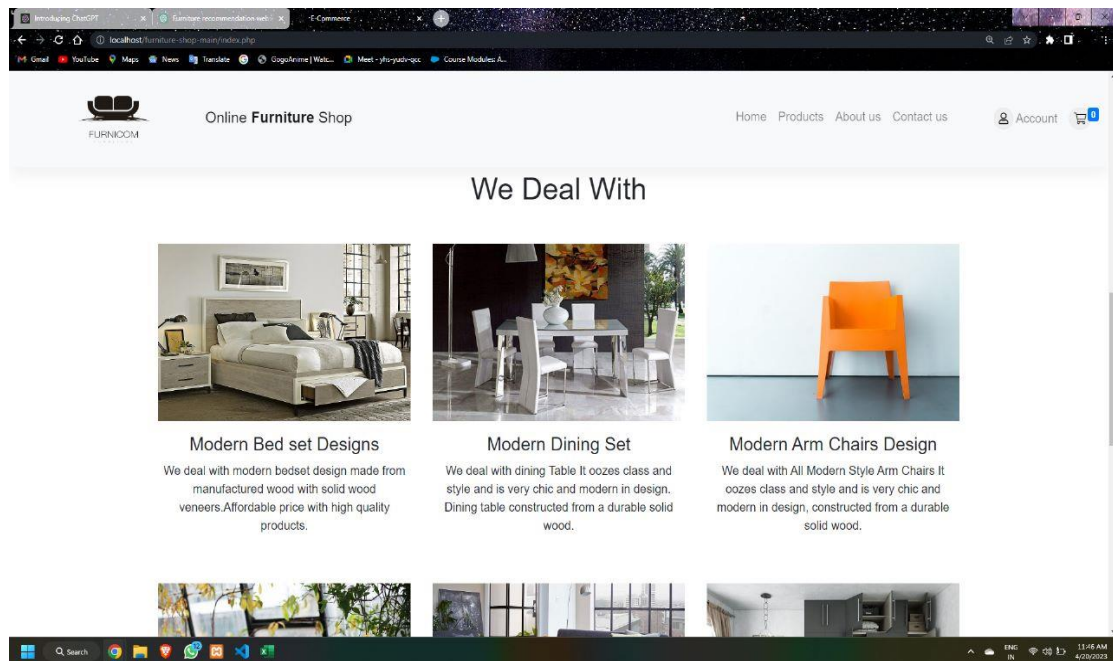 Introducing ChatGPT
Furniture recommendation web
-E-Commerce
localhost/furniture-shop-main/index.php
Gmail YouTube Maps News Translate GogoAnime | Watc... Meet - yhs-yudv-qcc Course Modules: A...
FURNICOM
Online Furniture Shop
Home Products About us Contact us Account 0
We Deal With
Modern Bed set Designs
We deal with modern bedset design made from
manufactured wood with solid wood
veneers.Affordable price with high quality
products.
Modern Dining Set
We deal with dining Table It oozes class and
style and is very chic and modern in design.
Dining table constructed from a durable solid
wood.
Modern Arm Chairs Design
We deal with All Modern Style Arm Chairs It
oozes class and style and is very chic and
modern in design, constructed from a durable
solid wood.
Search
ENG
IN
11:46 AM
4/20/2023